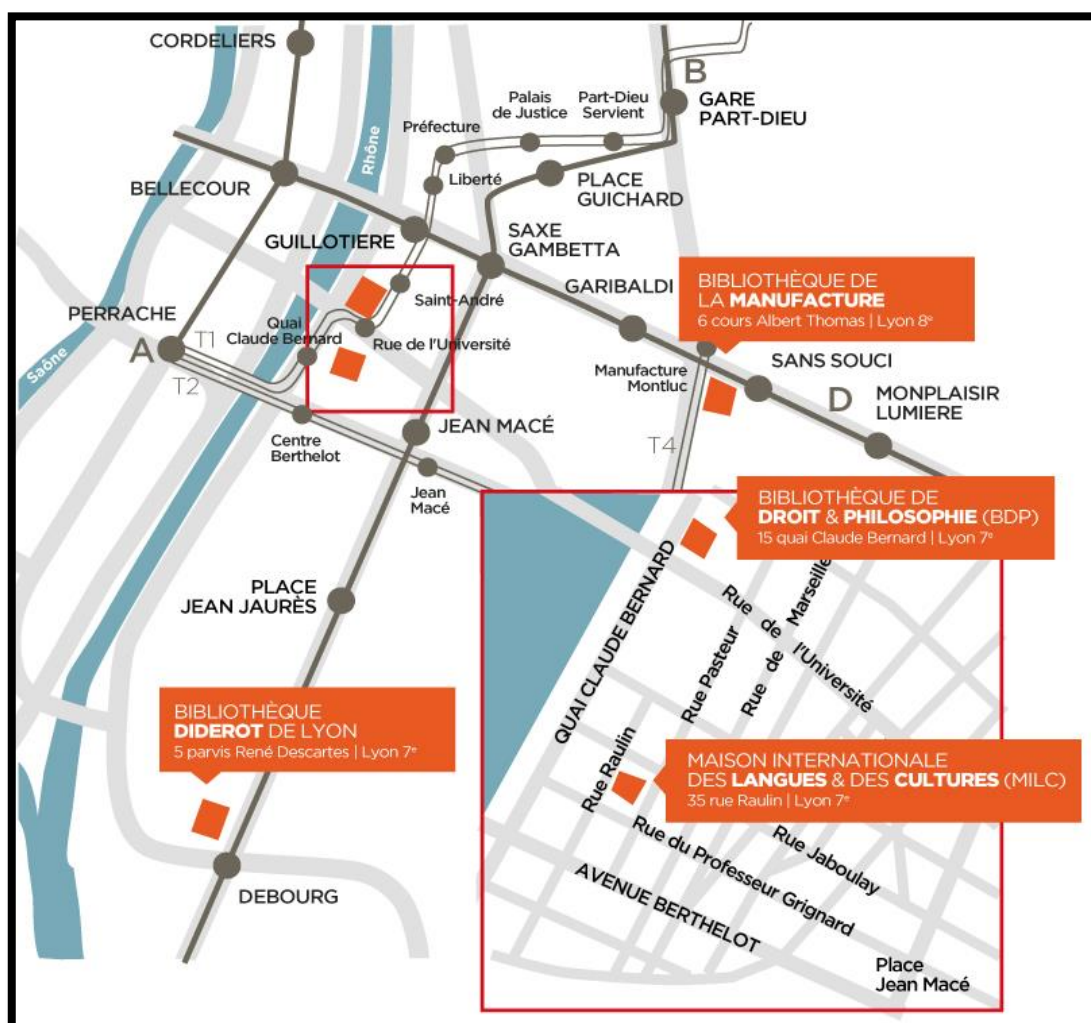 CORDELIERS
B
GARE
PART-DIEU
Palais
de Justice
Part-Dieu
Servient
Préfecture
Rhône
Liberté
BELLECOUR
PLACE
GUICHARD
GUILLOTIERE
SAXE
GAMBETTA
GARIBALDI
BIBLIOTHÈQUE DE
LA MANUFACTURE
6 cours Albert Thomas | Lyon 8e
Saint-André
PERRACHE
Quai
Claude Bernard
Rue de l'Université
T1
A
Saône
T2
Manufacture
Montluc
SANS SOUCI
D
MONPLAISIR
LUMIERE
JEAN MACÉ
Centre
Berthelot
T4
Jean
Macé
BIBLIOTHÈQUE DE
DROIT & PHILOSOPHIE (BDP)
15 quai Claude Bernard | Lyon 7e
PLACE
JEAN JAURÈS
QUAI CLAUDE BERNARD
Rue Pasteur
Rue de Marseille
Rue de l'Université
BIBLIOTHÈQUE
DIDEROT DE LYON
5 parvis René Descartes | Lyon 7e
Rue Raulin
MAISON INTERNATIONALE
DES LANGUES & DES CULTURES (MILC)
35 rue Raulin | Lyon 7e
Rue Jaboulay
Rue du Professeur Grignard
AVENUE BERTHELOT
DEBOURG
Place
Jean Macé